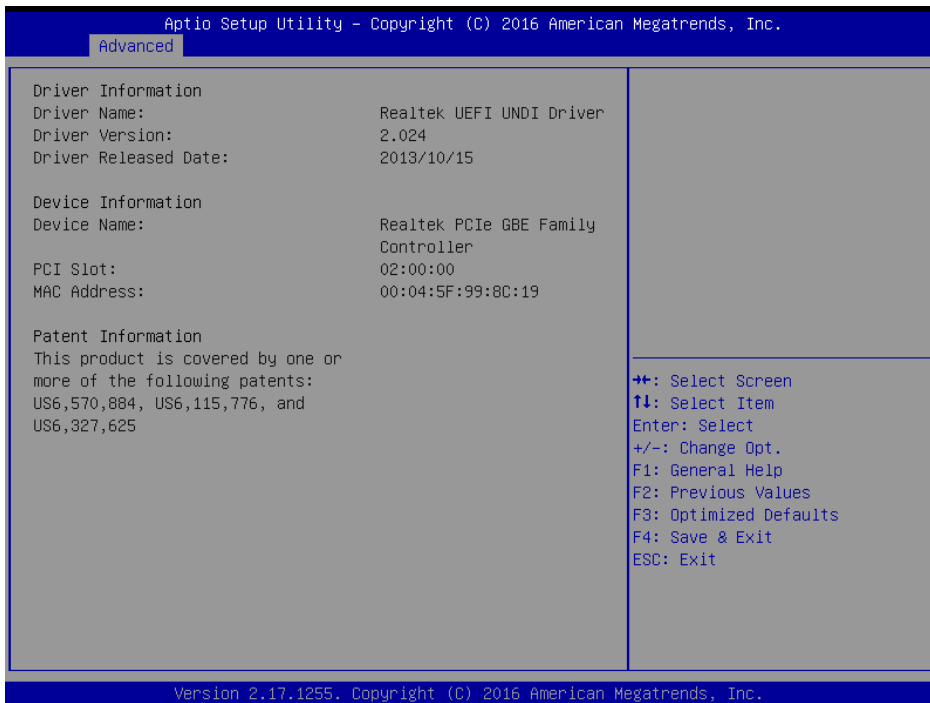 Aptio Setup Utility – Copyright (C) 2016 American Megatrends, Inc.
Advanced
Driver Information
Driver Name: Realtek UEFI UNDI Driver
Driver Version: 2.024
Driver Released Date: 2013/10/15
Device Information
Device Name: Realtek PCIe GBE Family
Controller
PCI Slot: 02:00:00
MAC Address: 00:04:5F:99:8C:19
Patent Information
This product is covered by one or
more of the following patents:
US6,570,884, US6,115,776, and
US6,327,625
→←: Select Screen
↑↓: Select Item
Enter: Select
+/-: Change Opt.
F1: General Help
F2: Previous Values
F3: Optimized Defaults
F4: Save & Exit
ESC: Exit
Version 2.17.1255. Copyright (C) 2016 American Megatrends, Inc.